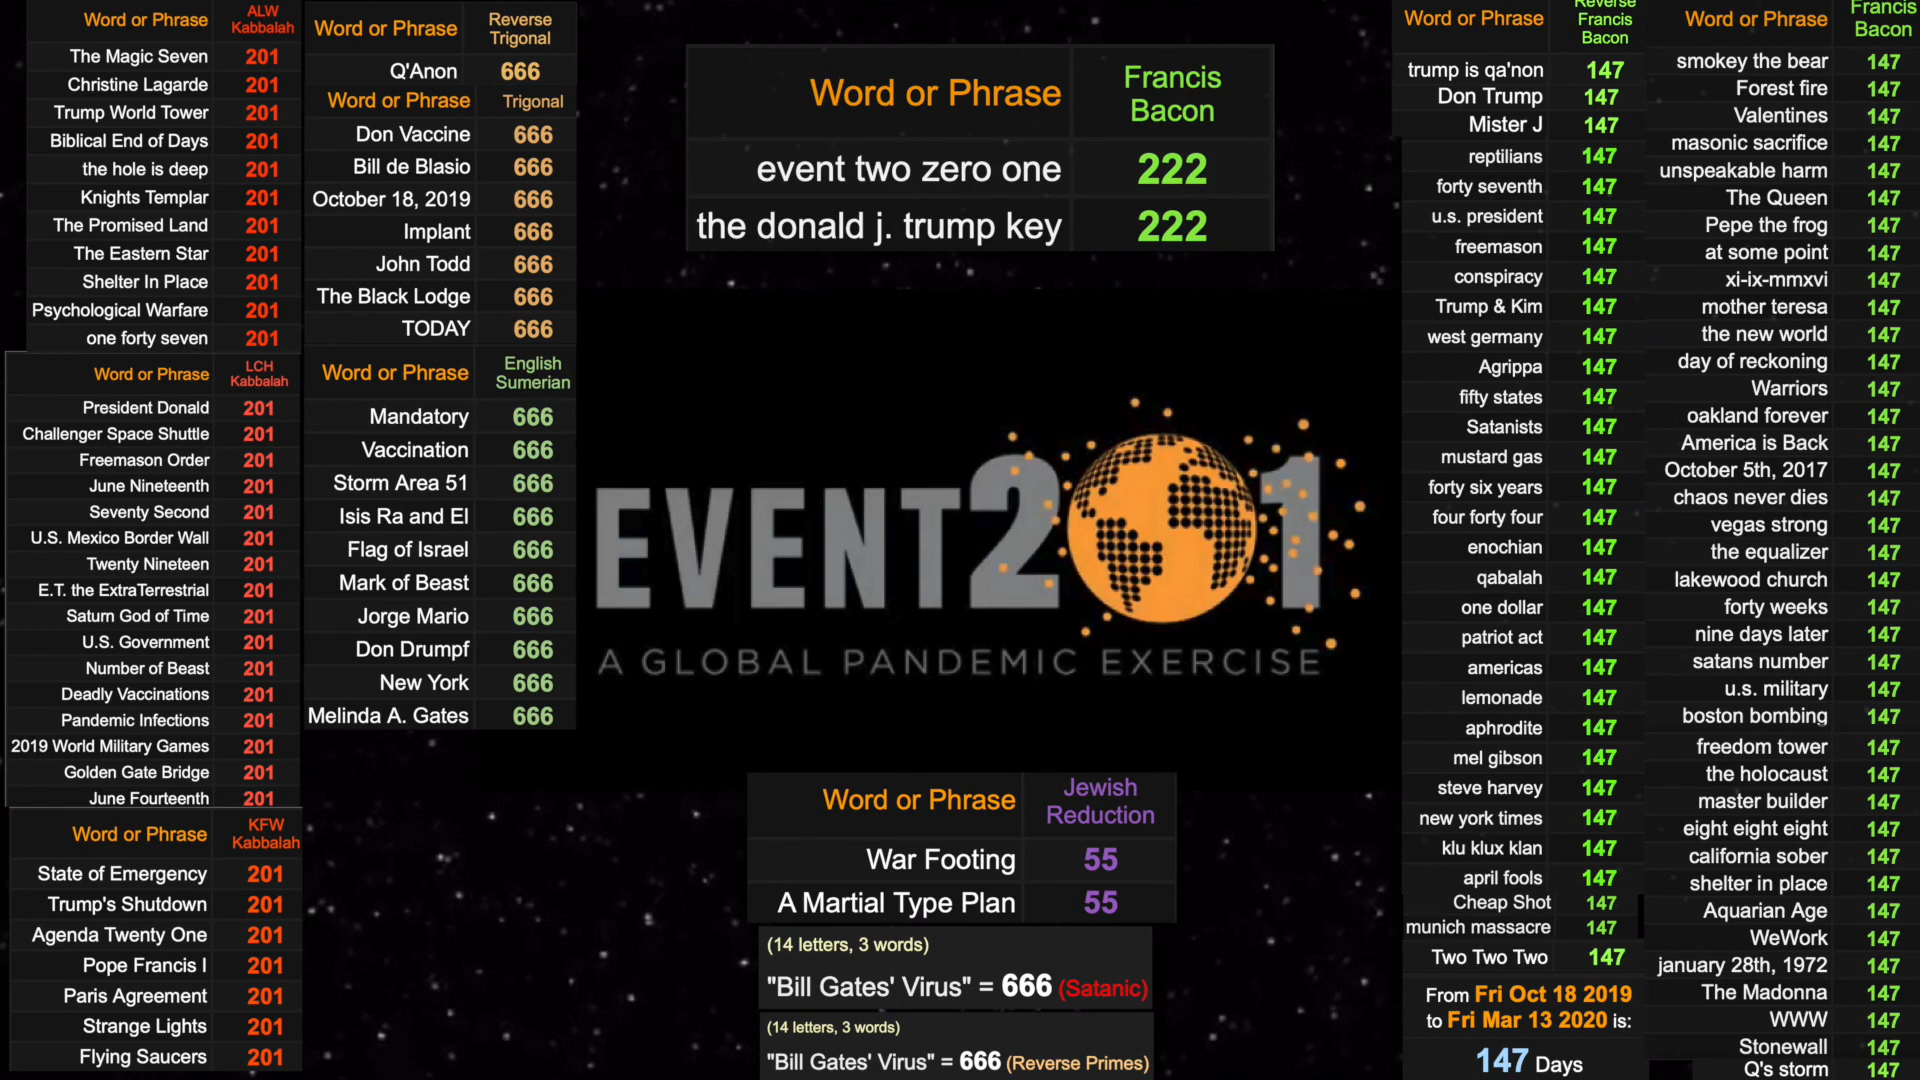 Word or Phrase ALW Kabbalah
The Magic Seven 201
Christine Lagarde 201
Trump World Tower 201
Biblical End of Days 201
the hole is deep 201
Knights Templar 201
The Promised Land 201
The Eastern Star 201
Shelter In Place 201
Psychological Warfare 201
one forty seven 201
Word or Phrase LCH Kabbalah
President Donald 201
Challenger Space Shuttle 201
Freemason Order 201
June Nineteenth 201
Seventy Second 201
U.S. Mexico Border Wall 201
Twenty Nineteen 201
E.T. the ExtraTerrestrial 201
Saturn God of Time 201
U.S. Government 201
Number of Beast 201
Deadly Vaccinations 201
Pandemic Infections 201
2019 World Military Games 201
Golden Gate Bridge 201
June Fourteenth 201
Word or Phrase KFW Kabbalah
State of Emergency 201
Trump's Shutdown 201
Agenda Twenty One 201
Pope Francis I 201
Paris Agreement 201
Strange Lights 201
Flying Saucers 201
Word or Phrase Reverse Trigonal
Q'Anon 666
Word or Phrase Trigonal
Don Vaccine 666
Bill de Blasio 666
October 18, 2019 666
Implant 666
John Todd 666
The Black Lodge 666
TODAY 666
Word or Phrase English Sumerian
Mandatory 666
Vaccination 666
Storm Area 51 666
Isis Ra and El 666
Flag of Israel 666
Mark of Beast 666
Jorge Mario 666
Don Drumpf 666
New York 666
Melinda A. Gates 666
Word or Phrase Francis Bacon
event two zero one 222
the donald j. trump key 222
EVENT201
A GLOBAL PANDEMIC EXERCISE
Word or Phrase Jewish Reduction
War Footing 55
A Martial Type Plan 55
(14 letters, 3 words)
"Bill Gates' Virus" = 666 (Satanic)
(14 letters, 3 words)
"Bill Gates' Virus" = 666 (Reverse Primes)
Word or Phrase Reverse Francis Bacon
trump is qa'non 147
Don Trump 147
Mister J 147
reptilians 147
forty seventh 147
u.s. president 147
freemason 147
conspiracy 147
Trump & Kim 147
west germany 147
Agrippa 147
fifty states 147
Satanists 147
mustard gas 147
forty six years 147
four forty four 147
enochian 147
qabalah 147
one dollar 147
patriot act 147
americas 147
lemonade 147
aphrodite 147
mel gibson 147
steve harvey 147
new york times 147
klu klux klan 147
april fools 147
Cheap Shot 147
munich massacre 147
Two Two Two 147
From Fri Oct 18 2019
to Fri Mar 13 2020 is:
147 Days
Word or Phrase Francis Bacon
smokey the bear 147
Forest fire 147
Valentines 147
masonic sacrifice 147
unspeakable harm 147
The Queen 147
Pepe the frog 147
at some point 147
xi-ix-mmxvi 147
mother teresa 147
the new world 147
day of reckoning 147
Warriors 147
oakland forever 147
America is Back 147
October 5th, 2017 147
chaos never dies 147
vegas strong 147
the equalizer 147
lakewood church 147
forty weeks 147
nine days later 147
satans number 147
u.s. military 147
boston bombing 147
freedom tower 147
the holocaust 147
master builder 147
eight eight eight 147
california sober 147
shelter in place 147
Aquarian Age 147
WeWork 147
january 28th, 1972 147
The Madonna 147
WWW 147
Stonewall 147
Q's storm 147